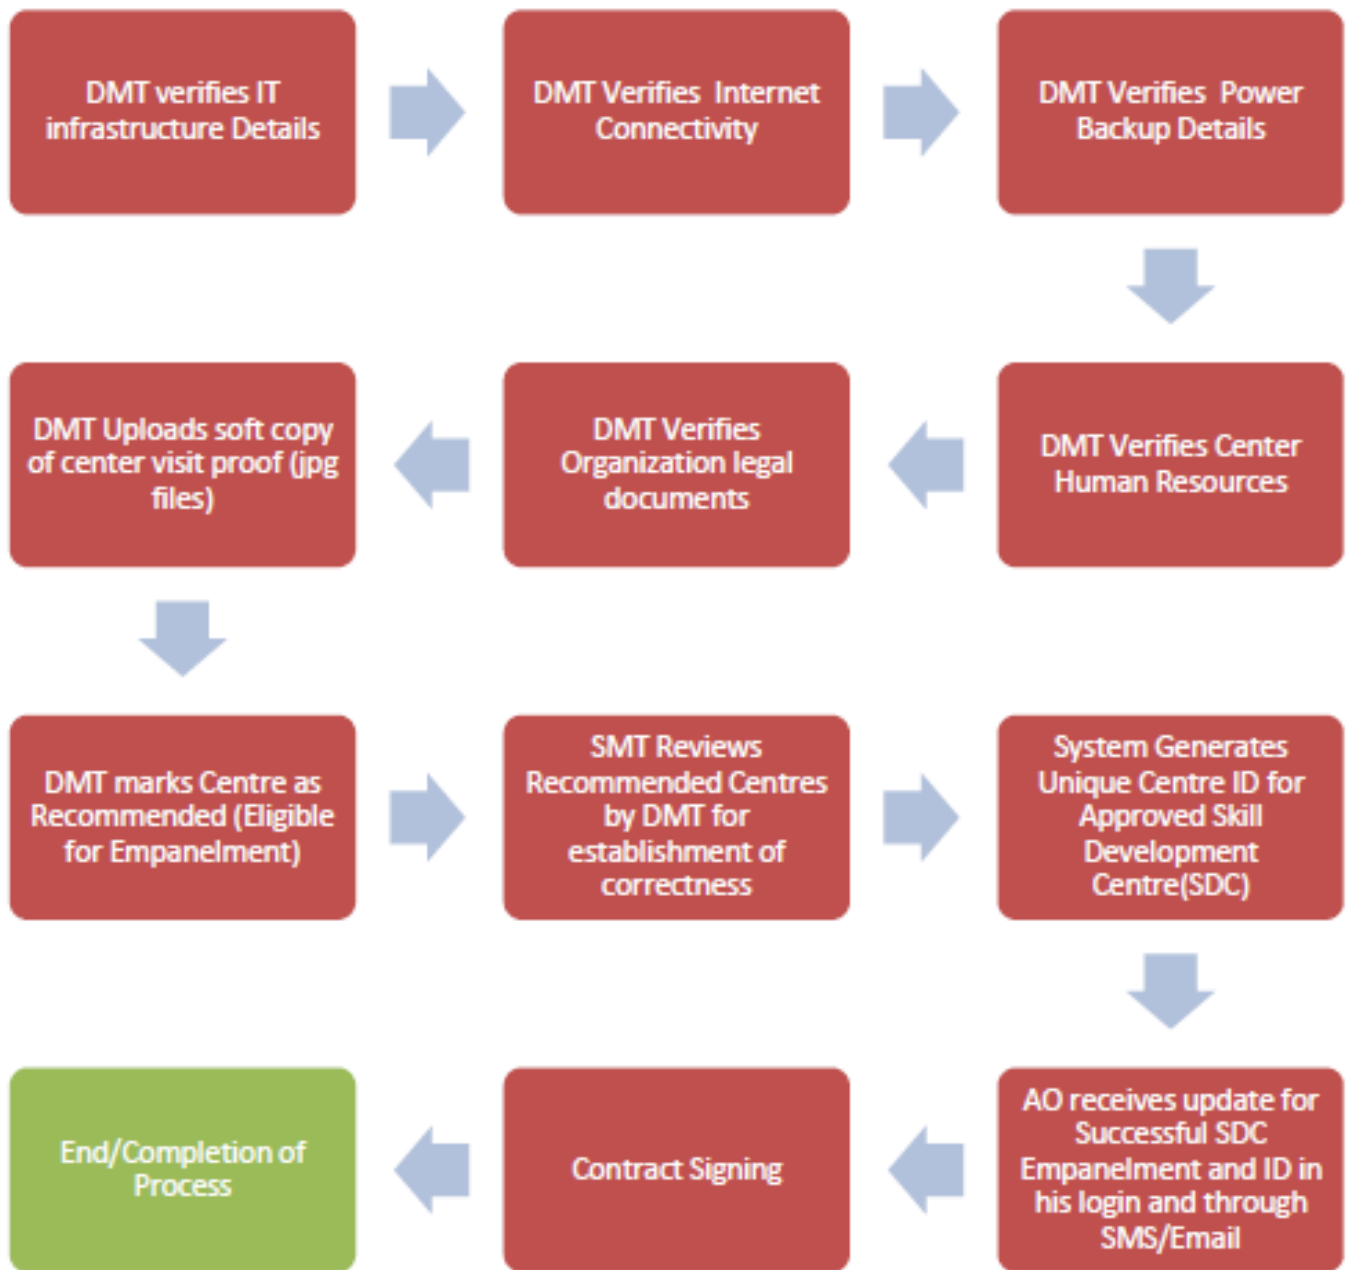 DMT verifies IT
infrastructure Details
DMT Verifies  Internet
Connectivity
DMT Verifies  Power
Backup Details
DMT Verifies Center
Human Resources
DMT Verifies
Organization legal
documents
DMT Uploads soft copy
of center visit proof (jpg
files)
DMT marks Centre as
Recommended (Eligible
for Empanelment)
SMT Reviews
Recommended Centres
by DMT for
establishment of
correctness
System Generates
Unique Centre ID for
Approved Skill
Development
Centre(SDC)
AO receives update for
Successful SDC
Empanelment and ID in
his login and through
SMS/Email
Contract Signing
End/Completion of
Process